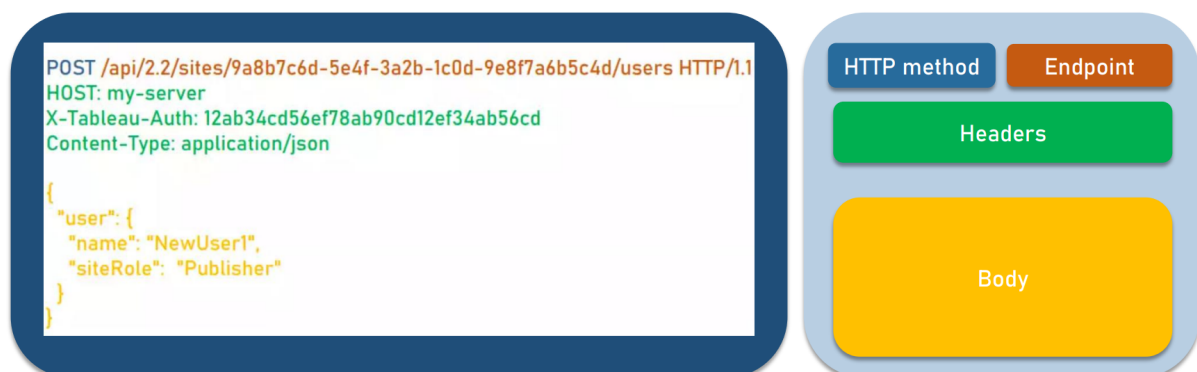 POST /api/2.2/sites/9a8b7c6d-5e4f-3a2b-1c0d-9e8f7a6b5c4d/users HTTP/1.1
HOST: my-server
X-Tableau-Auth: 12ab34cd56ef78ab90cd12ef34ab56cd
Content-Type: application/json
{
"user": {
"name": "NewUser1",
"siteRole": "Publisher"
}
}
HTTP method
Endpoint
Headers
Body